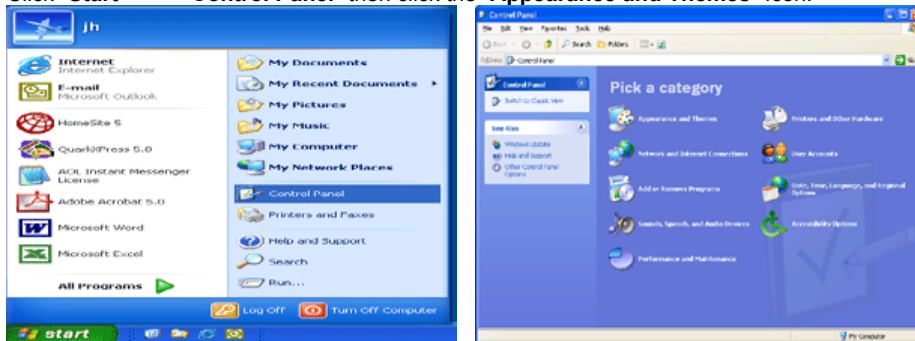 Click "Start" "Control Panel" then click the "Appearance and Themes" icon.
jh
Internet
Internet Explorer
E-mail
Microsoft Outlook
HomeSite 5
QuarkXPress 5.0
AOL Instant Messenger
License
Adobe Acrobat 5.0
Microsoft Word
Microsoft Excel
All Programs
My Documents
My Recent Documents
My Pictures
My Music
My Computer
My Network Places
Control Panel
Printers and Faxes
Help and Support
Search
Run...
Log Off
Turn Off Computer
start
Control Panel
File Edit View Favorites Tools Help
Back Search Folders
Address Control Panel
Control Panel
Switch to Classic View
See Also
Windows Update
Help and Support
Other Control Panel
Options
Pick a category
Appearance and Themes
Printers and Other Hardware
Network and Internet Connections
User Accounts
Add or Remove Programs
Date, Time, Language, and Regional
Options
Sounds, Speech, and Audio Devices
Accessibility Options
Performance and Maintenance
My Computer